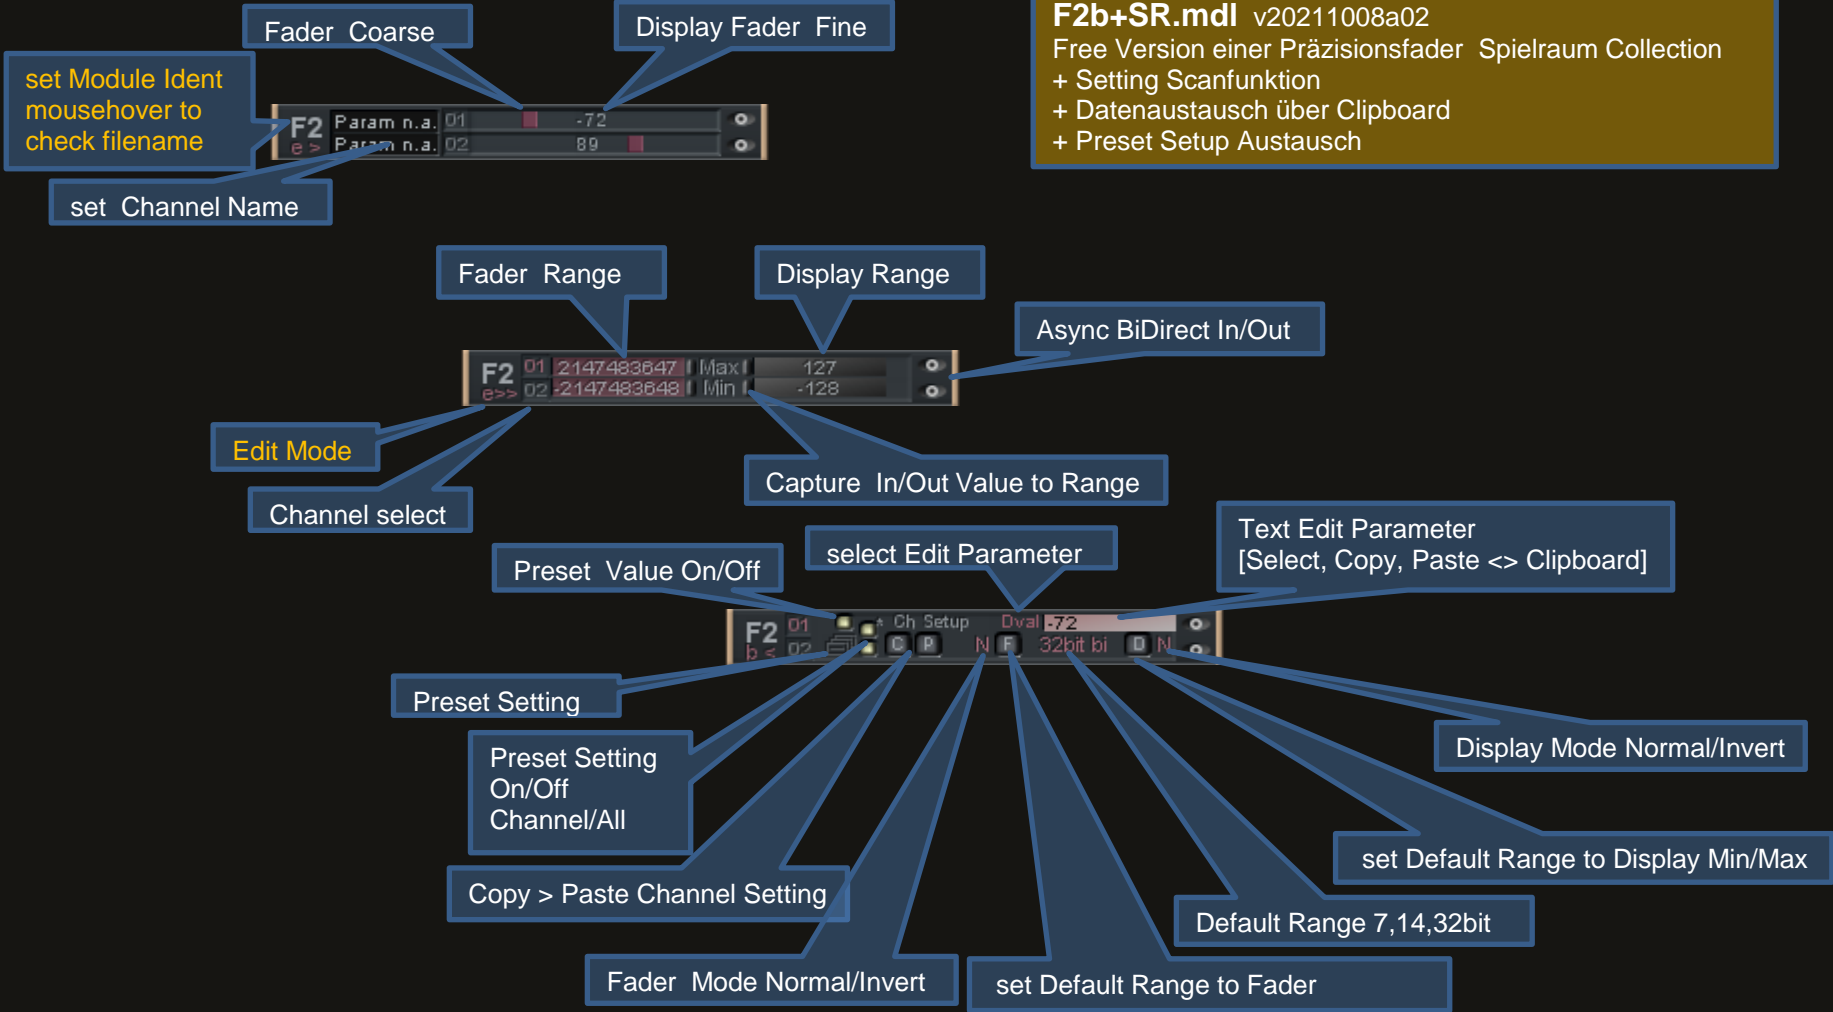 Fader Coarse
Display Fader Fine
F2b+SR.mdl v20211008a02
Free Version einer Präzisionsfader Spielraum Collection
+ Setting Scanfunktion
+ Datenaustausch über Clipboard
+ Preset Setup Austausch
set Module Ident
mousehover to
check filename
F2 Param n.a. 01 -72
e > Param n.a. 02 89
set Channel Name
Fader Range
Display Range
Async BiDirect In/Out
F2 01 2147483647 Max 127
e>> 02 -2147483648 Min -128
Edit Mode
Capture In/Out Value to Range
Channel select
Text Edit Parameter
[Select, Copy, Paste <> Clipboard]
select Edit Parameter
Preset Value On/Off
F2 01 * Ch Setup Dval -72
b < 02 C P N F 32bit bi D N
Preset Setting
Preset Setting
On/Off
Channel/All
Display Mode Normal/Invert
set Default Range to Display Min/Max
Copy > Paste Channel Setting
Default Range 7,14,32bit
Fader Mode Normal/Invert
set Default Range to Fader